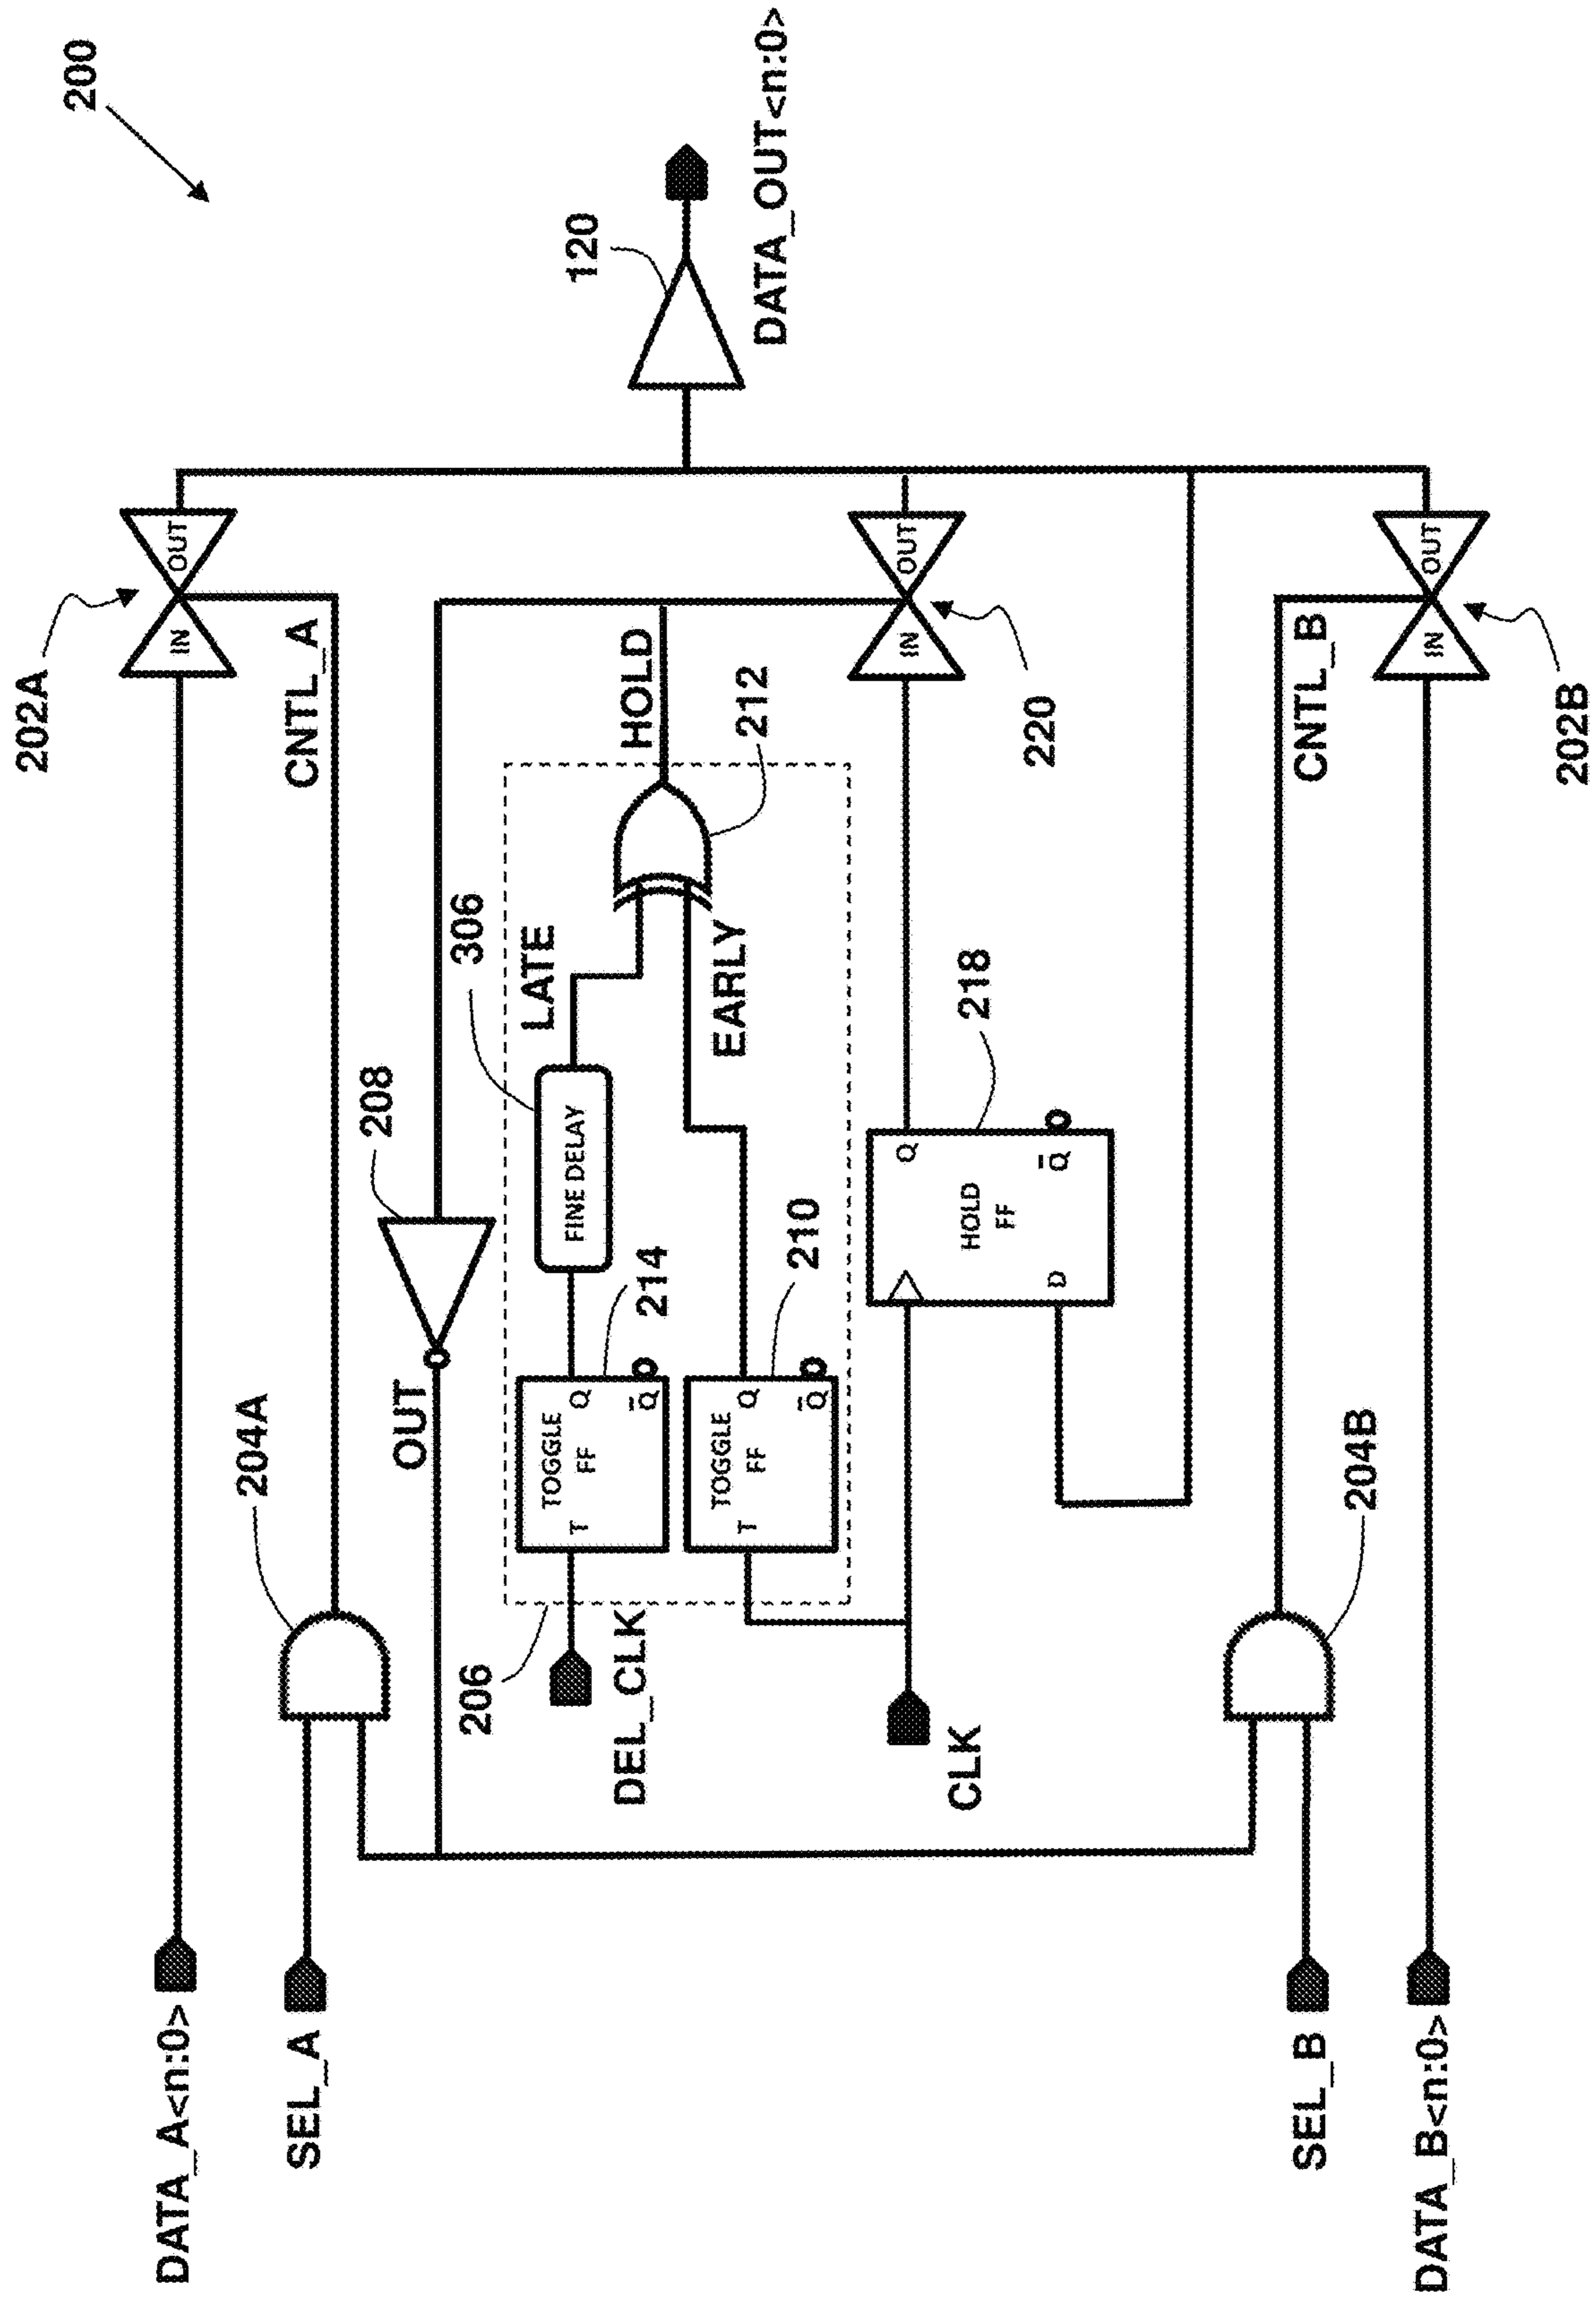 200
202A
IN
OUT
CNTL_A
120
DATA_OUT<n:0>
DATA_A<n:0>
SEL_A
204A
OUT
208
306
LATE
FINE DELAY
HOLD
212
EARLY
206
DEL_CLK
TOGGLE
FF
T
Q
Q̅
214
TOGGLE
FF
T
Q
Q̅
210
CLK
HOLD
FF
D
Q
Q̅
218
IN
OUT
220
SEL_B
204B
CNTL_B
IN
OUT
202B
DATA_B<n:0>